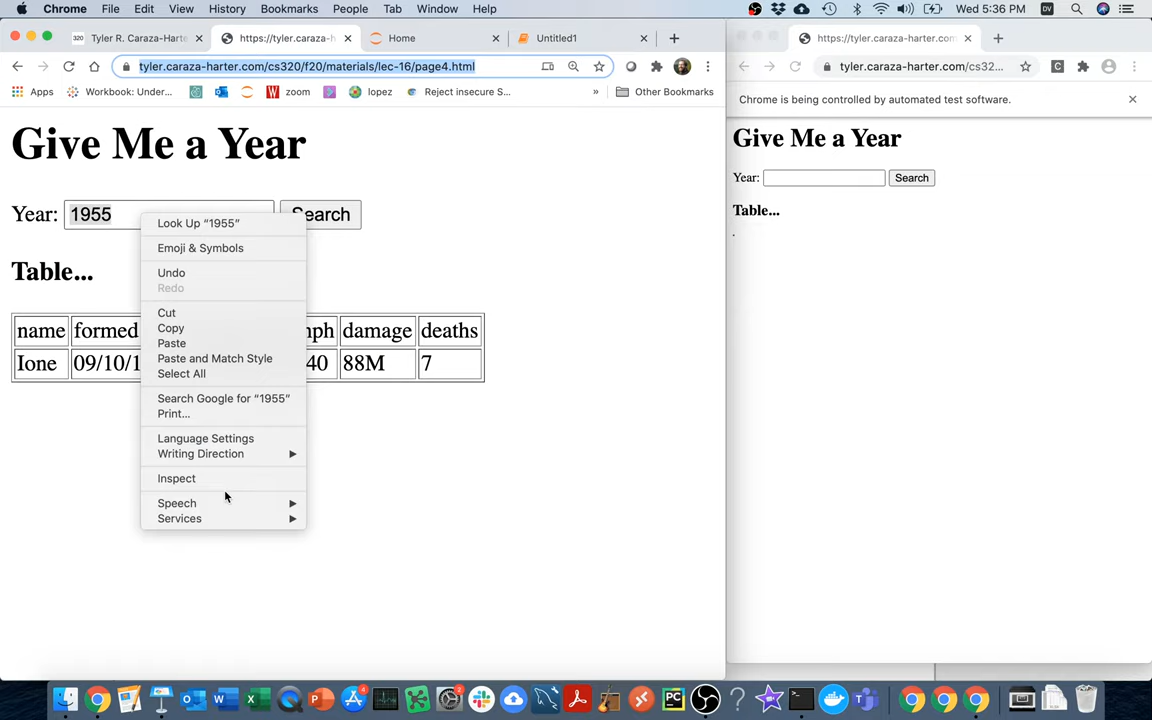 Chrome File Edit View History Bookmarks People Tab Window Help Wed 5:36 PM DV
320 Tyler R. Caraza-Harte
https://tyler.caraza-h
Home
Untitled1
https://tyler.caraza-harter.com
tyler.caraza-harter.com/cs320/f20/materials/lec-16/page4.html
tyler.caraza-harter.com/cs32...
Apps Workbook: Under... zoom lopez Reject insecure S... » Other Bookmarks
Chrome is being controlled by automated test software.
Give Me a Year
Year: 1955 Search
Table...
name formed mph damage deaths
Ione 09/10/1 40 88M 7
Look Up “1955”
Emoji & Symbols
Undo
Redo
Cut
Copy
Paste
Paste and Match Style
Select All
Search Google for “1955”
Print...
Language Settings
Writing Direction
Inspect
Speech
Services
Give Me a Year
Year: Search
Table...
.